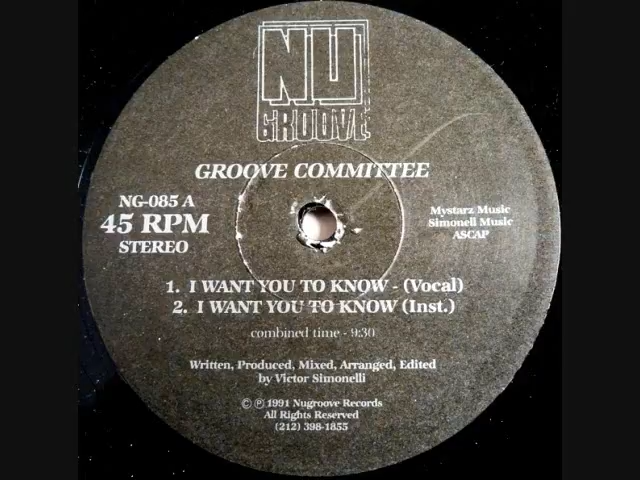 NU
GROOVE
GROOVE COMMITTEE
NG-085 A
45 RPM
STEREO
Mystarz Music
Simonell Music
ASCAP
1. I WANT YOU TO KNOW - (Vocal)
2. I WANT YOU TO KNOW (Inst.)
combined time - 9:30
Written, Produced, Mixed, Arranged, Edited
by Victor Simonelli
© ℗ 1991 Nugroove Records
All Rights Reserved
(212) 398-1855